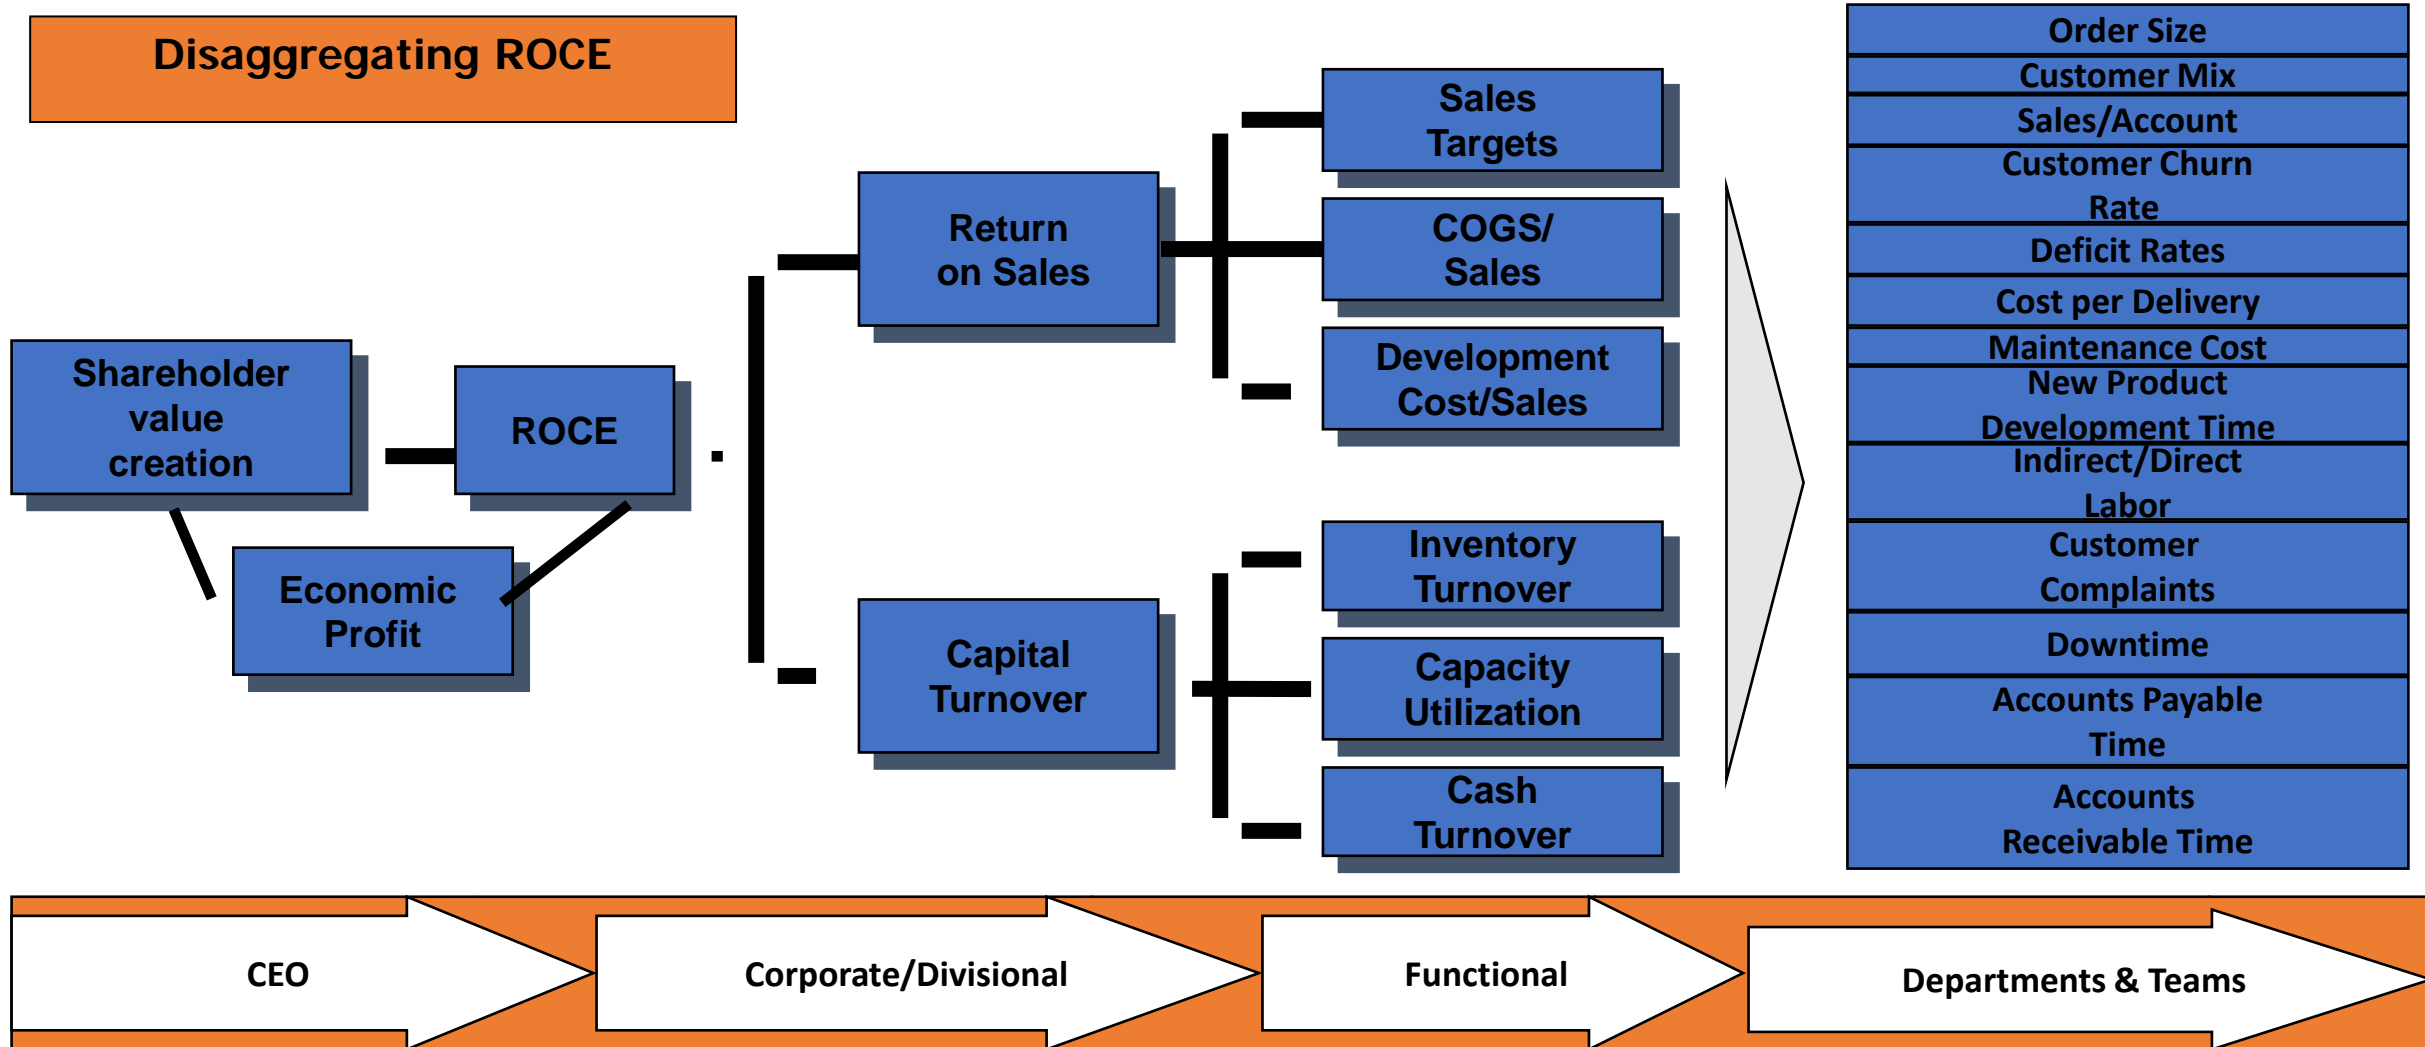 Disaggregating ROCE
Shareholder
value
creation
ROCE
Economic
Profit
Return
on Sales
Capital
Turnover
Sales
Targets
COGS/
Sales
Development
Cost/Sales
Inventory
Turnover
Capacity
Utilization
Cash
Turnover
Order Size
Customer Mix
Sales/Account
Customer Churn
Rate
Deficit Rates
Cost per Delivery
Maintenance Cost
New Product
Development Time
Indirect/Direct
Labor
Customer
Complaints
Downtime
Accounts Payable
Time
Accounts
Receivable Time
CEO
Corporate/Divisional
Functional
Departments & Teams